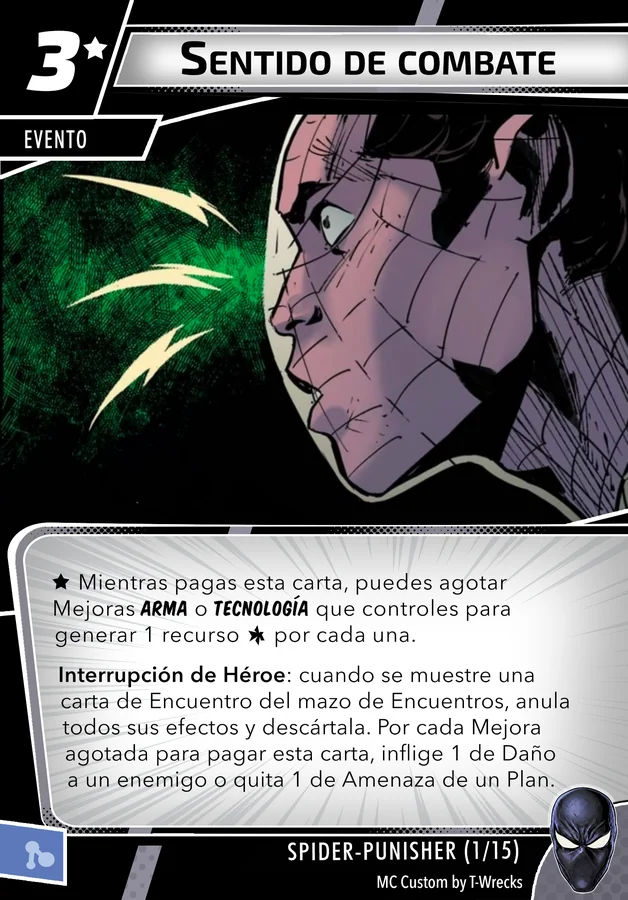 3★
SENTIDO DE COMBATE
EVENTO
★ Mientras pagas esta carta, puedes agotar
Mejoras ARMA o TECNOLOGÍA que controles para
generar 1 recurso por cada una.
Interrupción de Héroe: cuando se muestre una
carta de Encuentro del mazo de Encuentros, anula
todos sus efectos y descártala. Por cada Mejora
agotada para pagar esta carta, inflige 1 de Daño
a un enemigo o quita 1 de Amenaza de un Plan.
SPIDER-PUNISHER (1/15)
MC Custom by T-Wrecks